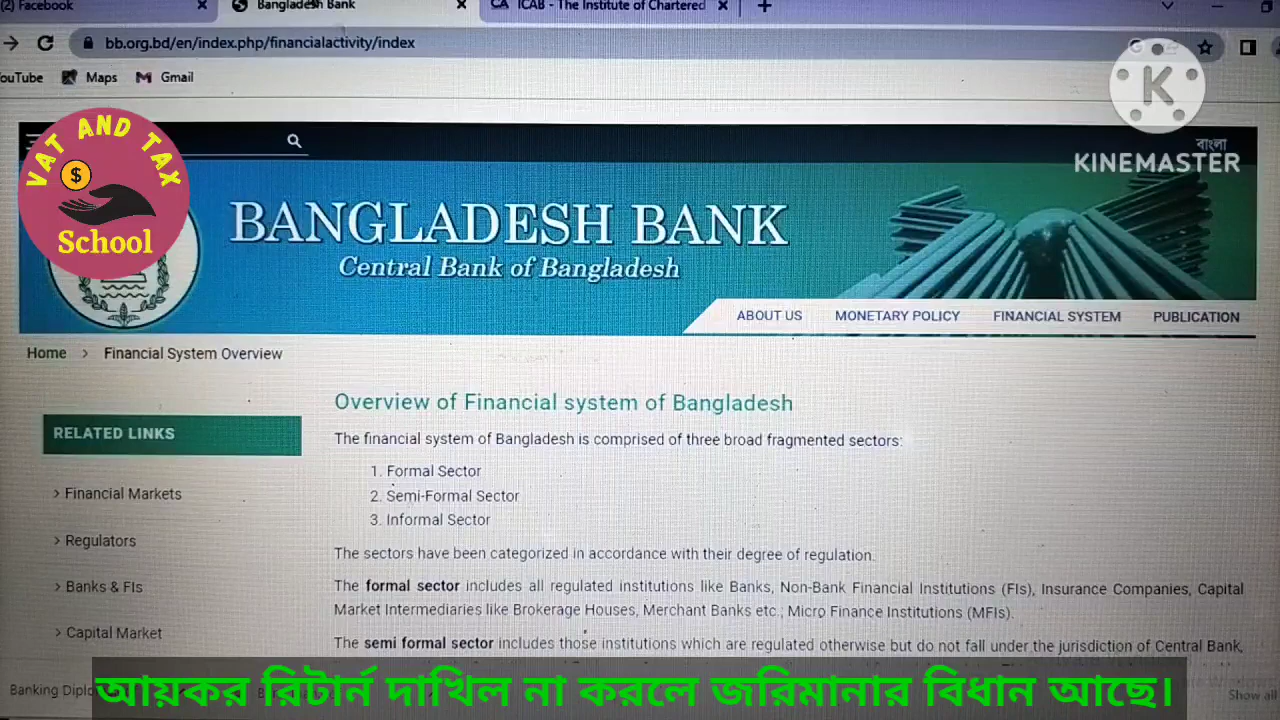 (2) Facebook
Bangladesh Bank
ICAB - The Institute of Chartered
bb.org.bd/en/index.php/financialactivity/index
YouTube Maps Gmail
VAT AND TAX
$
School
K
KINEMASTER
বাংলা
BANGLADESH BANK
Central Bank of Bangladesh
ABOUT US MONETARY POLICY FINANCIAL SYSTEM PUBLICATION
Home > Financial System Overview
RELATED LINKS
> Financial Markets
> Regulators
> Banks & FIs
> Capital Market
Overview of Financial system of Bangladesh
The financial system of Bangladesh is comprised of three broad fragmented sectors:
1. Formal Sector
2. Semi-Formal Sector
3. Informal Sector
The sectors have been categorized in accordance with their degree of regulation.
The formal sector includes all regulated institutions like Banks, Non-Bank Financial Institutions (FIs), Insurance Companies, Capital
Market Intermediaries like Brokerage Houses, Merchant Banks etc.; Micro Finance Institutions (MFIs).
The semi formal sector includes those institutions which are regulated otherwise but do not fall under the jurisdiction of Central Bank,
Banking
Show all
আয়কর রিটার্ন দাখিল না করলে জরিমানার বিধান আছে।